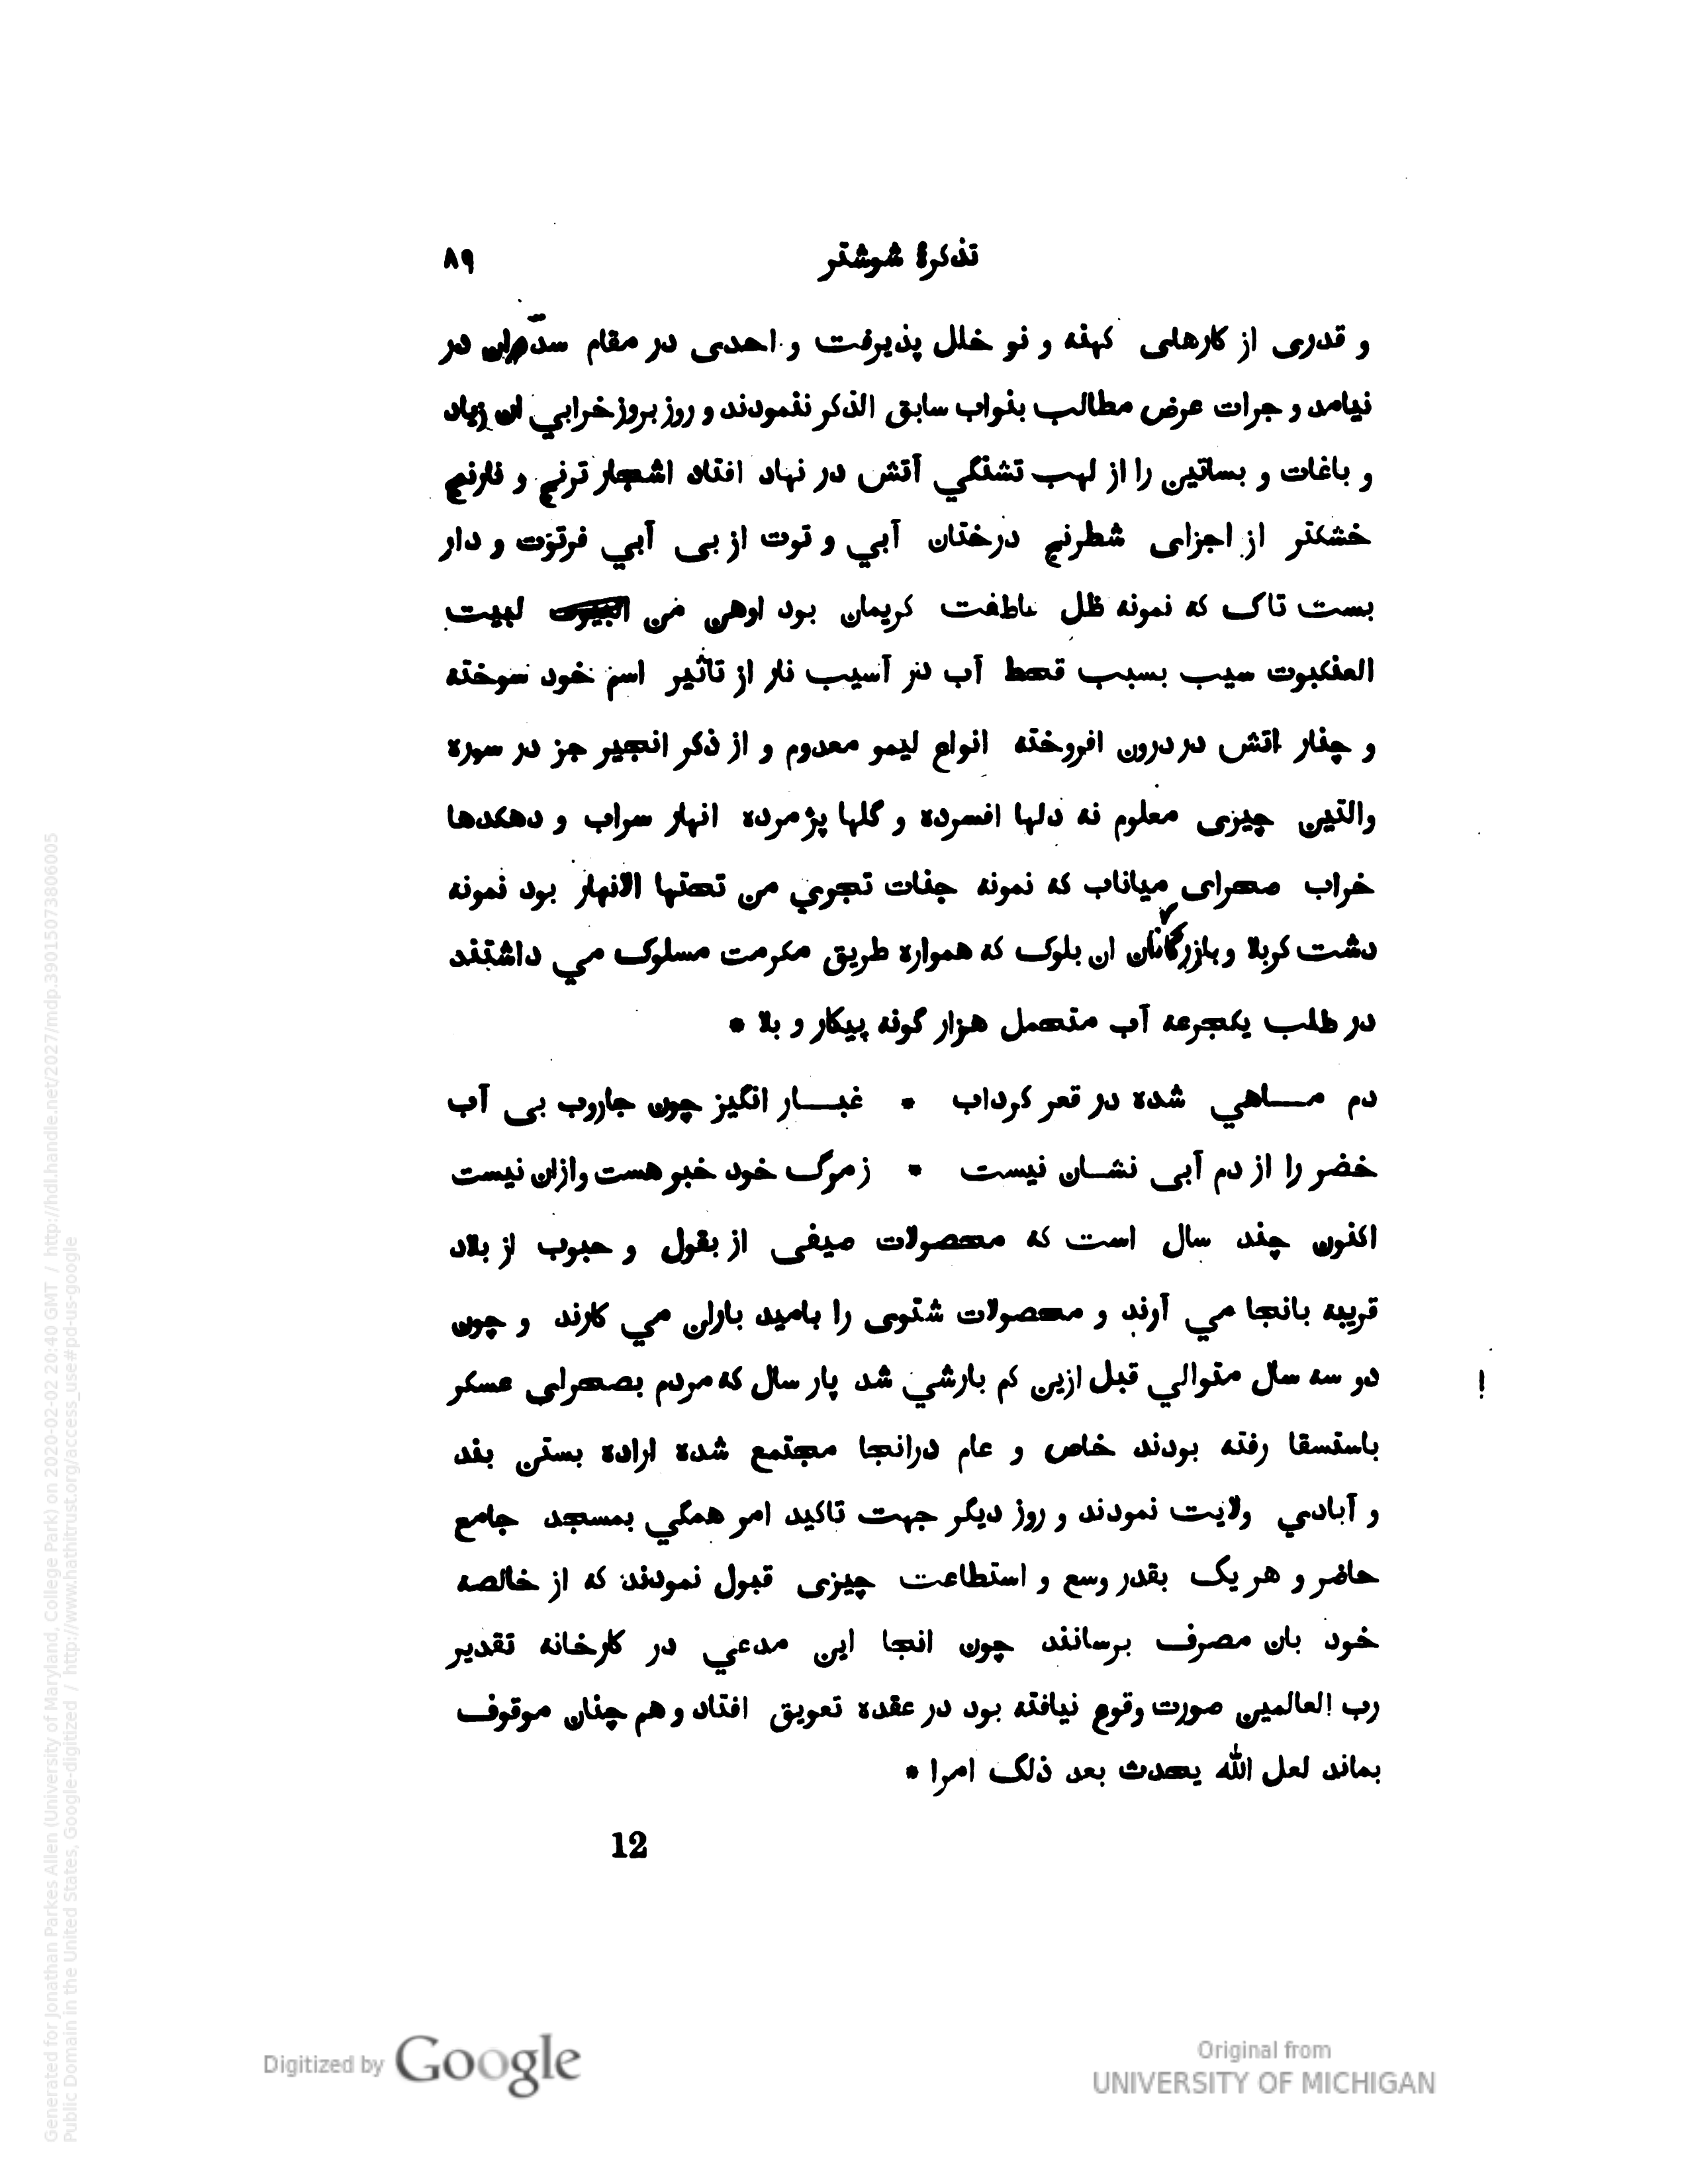 تذکرهٔ شوشتر ۸۹
و قدری از کارهای کهنه و نو خلل پذیرفت و احدی در مقام سدّ ان در
نیامد و جرات عرض مطالب بنواب سابق الذکر ننمودند و روز بروز خرابي ان زیاد
و باغات و بساتین را از لهب تشنگي آتش در نهاد افتاد اشجار ترنج و نارنج
خشکتر از اجزای شطرنج درختان آبي و توت از بی آبي فرتوت و دار
بست تاک که نمونه ظل عاطفت کریمان بود اوهن من البیوت لبیت
العنکبوت سیب بسبب قحط آب در آسیب نار از تاثیر اسم خود سوخته
و چنار اتش در درون افروخته انواع لیمو معدوم و از ذکر انجیر جز در سوره
والتین چیزی معلوم نه دلها افسرده و گلها پژمرده انهار سراب و دهکدها
خراب صحرای میاناب که نمونه جنات تجري من تحتها الانهار بود نمونه
دشت کربلا و بازرگانان ان بلوک که همواره طریق مکرمت مسلوک مي داشتند
در طلب یکجرعه آب متحمل هزار گونه پیکار و بلا *
دم مــاهي شده در قعر کرداب * غبــار انگیز چون جاروب بی آب
خضر را از دم آبی نشــان نیست * ز مرگ خود خبر هست وازان نیست
اکنون چند سال است که محصولات صیفی از بقول و حبوب از بلاد
قریبه بانجا مي آرند و محصولات شتوی را بامید باران مي کارند و چون
دو سه سال متوالي قبل ازین کم بارشي شد پار سال که مردم بصحرای عسکر
باستسقا رفته بودند خاص و عام درانجا مجتمع شده اراده بستن بند
و آبادي ولایت نمودند و روز دیگر جهت تاکید امر همگي بمسجد جامع
حاضر و هر یک بقدر وسع و استطاعت چیزی قبول نمودند که از خالصه
خود بان مصرف برسانند چون انجا این مدعي در کارخانه تقدیر
رب العالمین صورت وقوع نیافته بود در عقده تعویق افتاد و هم چنان موقوف
بماند لعل الله یحدث بعد ذلک امرا *
12
Digitized by Google
Original from
UNIVERSITY OF MICHIGAN
Generated for Jonathan Parkes Allen (University of Maryland, College Park) on 2020-02-02 20:40 GMT / http://hdl.handle.net/2027/mdp.39015073806005
Public Domain in the United States, Google-digitized / http://www.hathitrust.org/access_use#pd-us-google